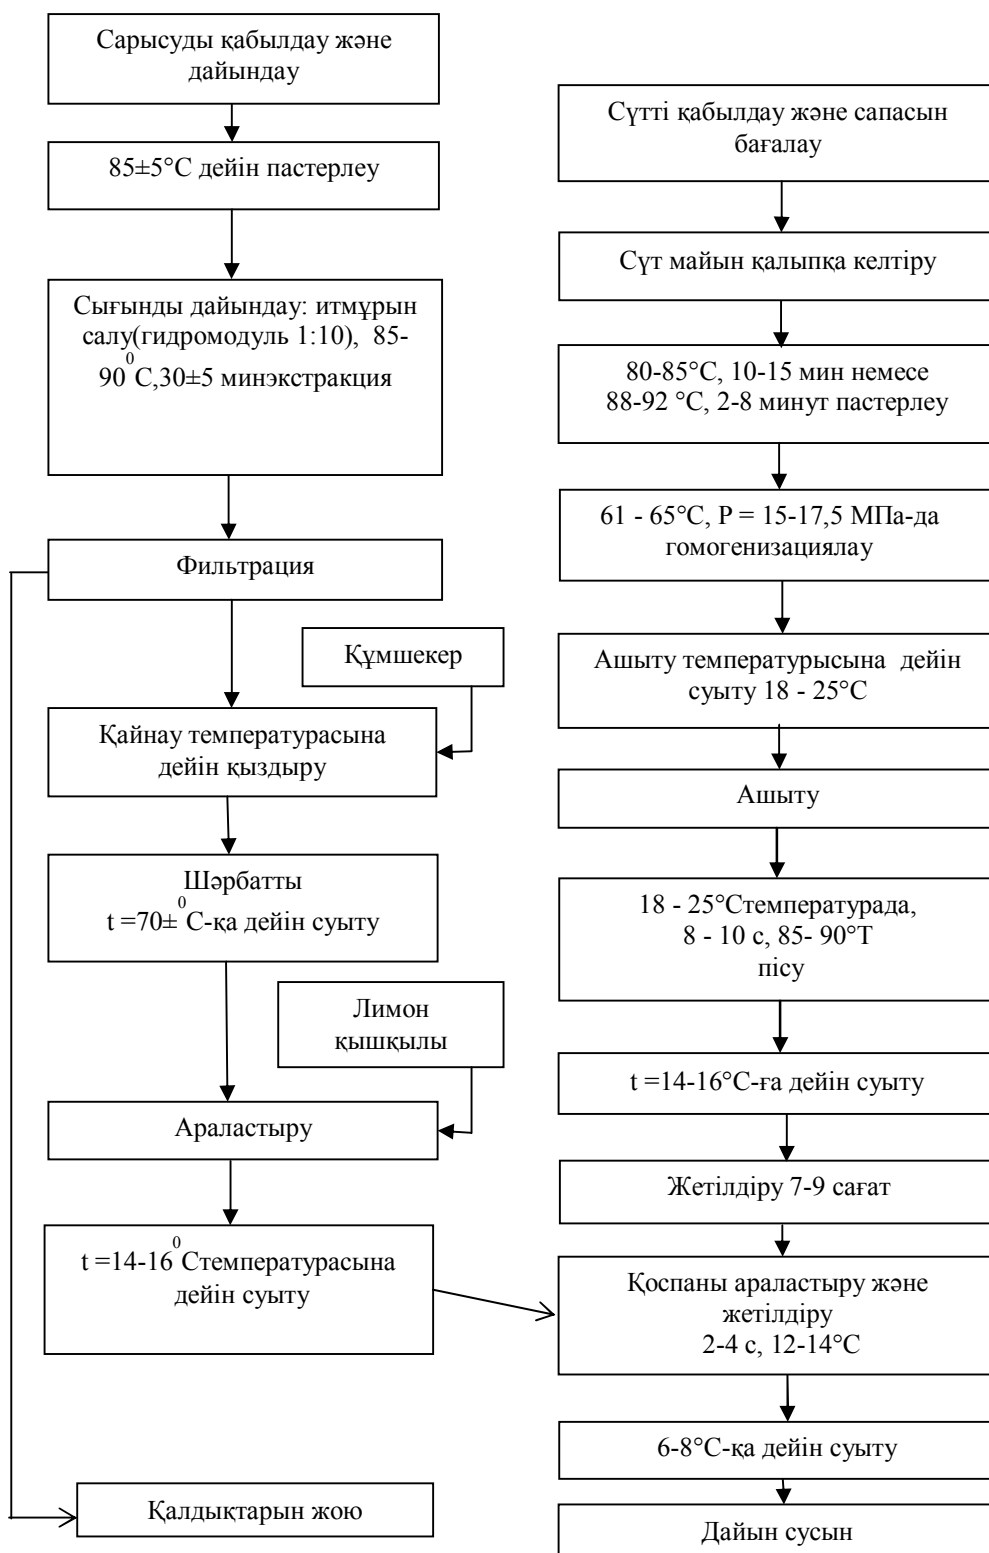 Сарысуды қабылдау және
дайындау
85±5°С дейін пастерлеу
Сығынды дайындау: итмұрын
салу(гидромодуль 1:10), 85-
90⁰С,30±5 минэкстракция
Фильтрация
Құмшекер
Қайнау температурасына
дейін қыздыру
Шәрбатты
t =70±⁰С-қа дейін суыту
Лимон
қышқылы
Араластыру
t =14-16⁰Стемпературасына
дейін суыту
Қалдықтарын жою
Сүтті қабылдау және сапасын
бағалау
Сүт майын қалыпқа келтіру
80-85°С, 10-15 мин немесе
88-92 °С, 2-8 минут пастерлеу
61 - 65°С, Р = 15-17,5 МПа-да
гомогенизациялау
Ашыту температурысына дейін
суыту 18 - 25°С
Ашыту
18 - 25°Стемпературада,
8 - 10 с, 85- 90°Т
пісу
t =14-16°С-ға дейін суыту
Жетілдіру 7-9 сағат
Қоспаны араластыру және
жетілдіру
2-4 с, 12-14°С
6-8°С-қа дейін суыту
Дайын сусын